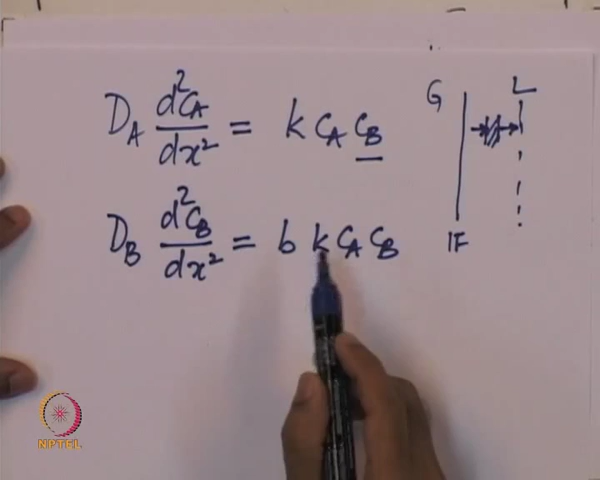 D_A d²C_A/dx² = k C_A C_B
D_B d²C_B/dx² = b k C_A C_B
G L
IF
NPTEL